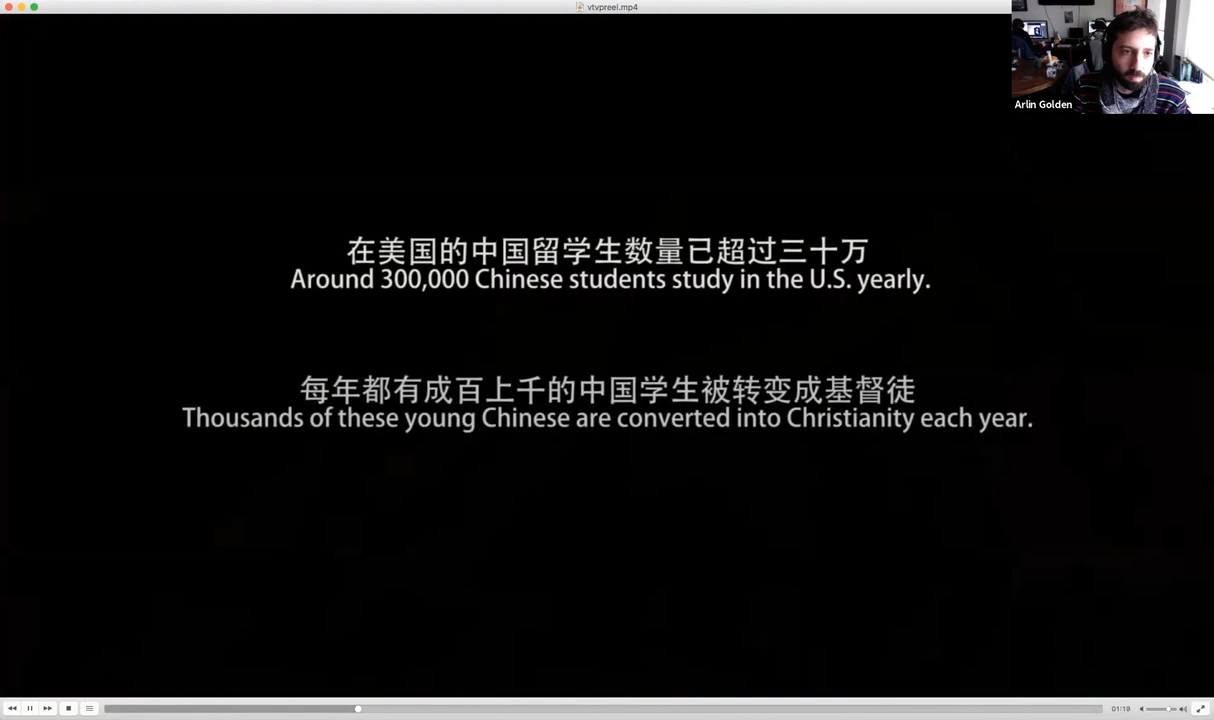 vtvpreel.mp4
Arlin Golden
在美国的中国留学生数量已超过三十万
Around 300,000 Chinese students study in the U.S. yearly.
每年都有成百上千的中国学生被转变成基督徒
Thousands of these young Chinese are converted into Christianity each year.
01:19